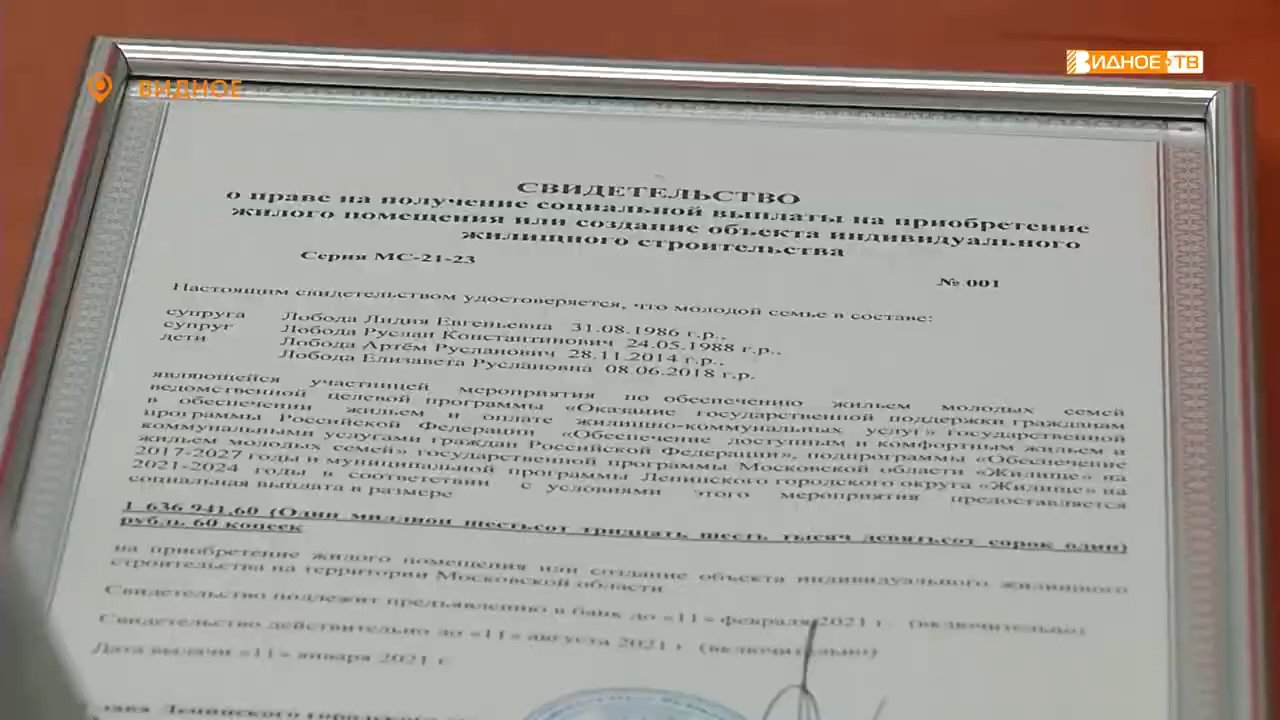 ВИДНОЕ
ВИДНОЕ ТВ
СВИДЕТЕЛЬСТВО
о праве на получение социальной выплаты на приобретение
жилого помещения или создание объекта индивидуального
жилищного строительства
Серия МС-21-23
№ 001
Настоящим свидетельством удостоверяется, что молодой семье в составе:
супруга Лобода Лидия Евгеньевна 31.08.1986 г.р.,
супруг Лобода Руслан Константинович 24.05.1988 г.р.,
дети Лобода Артём Русланович 28.11.2014 г.р.,
Лобода Елизавета Руслановна 08.06.2018 г.р.
являющейся участницей мероприятия по обеспечению жильем молодых семей
ведомственной целевой программы «Оказание государственной поддержки гражданам
в обеспечении жильем и оплате жилищно-коммунальных услуг» государственной
программы Российской Федерации «Обеспечение доступным и комфортным жильем и
коммунальными услугами граждан Российской Федерации», подпрограммы «Обеспечение
жильем молодых семей» государственной программы Московской области «Жилище» на
2017-2027 годы и муниципальной программы Ленинского городского округа «Жилище» на
2021-2024 годы в соответствии с условиями этого мероприятия предоставляется
социальная выплата в размере
1 636 941,60 (Один миллион шестьсот тридцать шесть тысяч девятьсот сорок один)
рубль, 60 копеек
на приобретение жилого помещения или создание объекта индивидуального жилищного
строительства на территории Московской области.
Свидетельство подлежит предъявлению в банк до «11» февраля 2021 г. (включительно)
Свидетельство действительно до «11» августа 2021 г. (включительно)
Дата выдачи «11» января 2021 г.
Ленинского